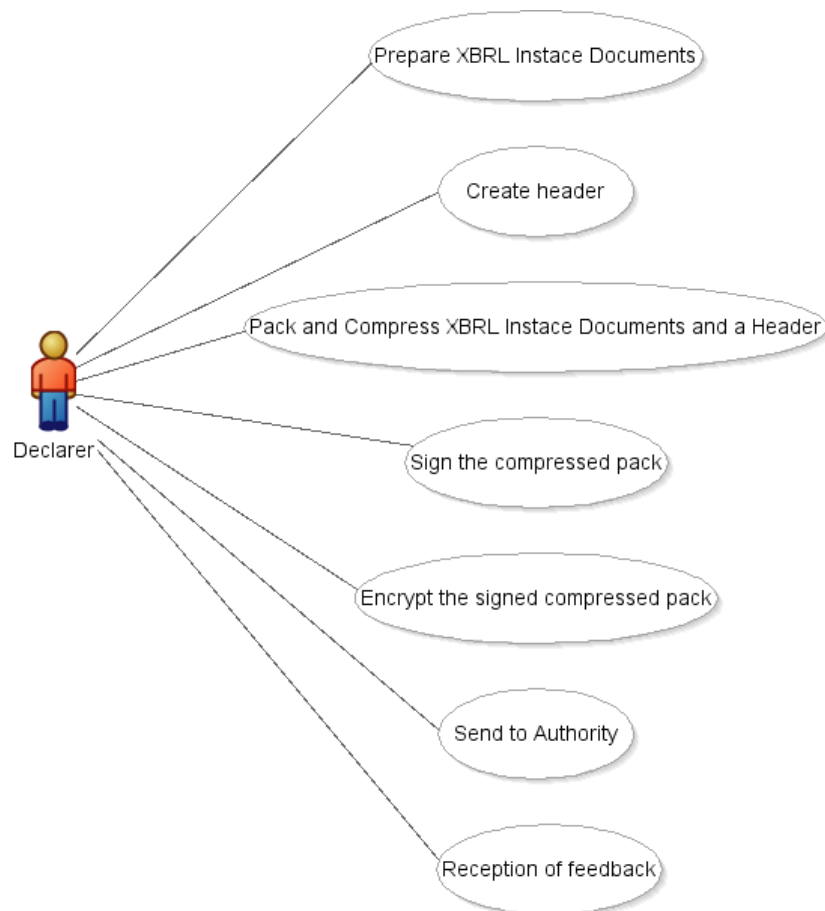 Prepare XBRL Instace Documents
Create header
Pack and Compress XBRL Instace Documents and a Header
Declarer
Sign the compressed pack
Encrypt the signed compressed pack
Send to Authority
Reception of feedback